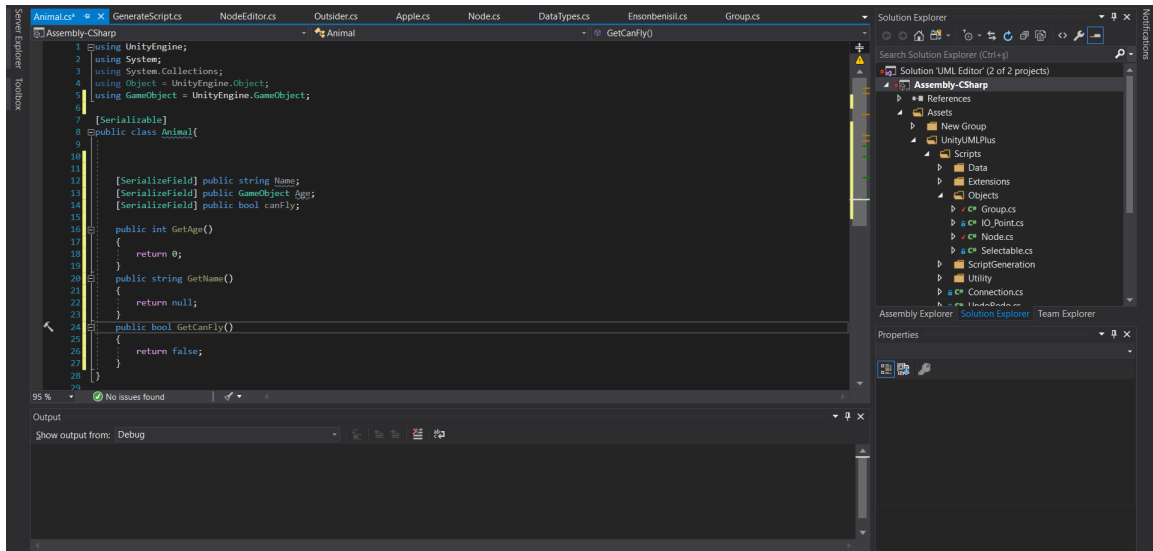 Server Explorer
Toolbox
Animal.cs*
GenerateScript.cs
NodeEditor.cs
Outsider.cs
Apple.cs
Node.cs
DataTypes.cs
Ensonbenisil.cs
Group.cs
Assembly-CSharp
Animal
GetCanFly()
1 using UnityEngine;
2 using System;
3 using System.Collections;
4 using Object = UnityEngine.Object;
5 using GameObject = UnityEngine.GameObject;
6
7 [Serializable]
8 public class Animal{
9
10
11
12 [SerializeField] public string Name;
13 [SerializeField] public GameObject Age;
14 [SerializeField] public bool canFly;
15
16 public int GetAge()
17 {
18 return 0;
19 }
20 public string GetName()
21 {
22 return null;
23 }
24 public bool GetCanFly()
25 {
26 return false;
27 }
28 }
29
95 %
No issues found
Output
Show output from: Debug
Solution Explorer
Search Solution Explorer (Ctrl+ş)
Solution 'UML Editor' (2 of 2 projects)
Assembly-CSharp
References
Assets
New Group
UnityUMLPlus
Scripts
Data
Extensions
Objects
C# Group.cs
C# IO_Point.cs
C# Node.cs
C# Selectable.cs
ScriptGeneration
Utility
C# Connection.cs
C# UndoRedo.cs
Assembly Explorer
Solution Explorer
Team Explorer
Properties
Notifications